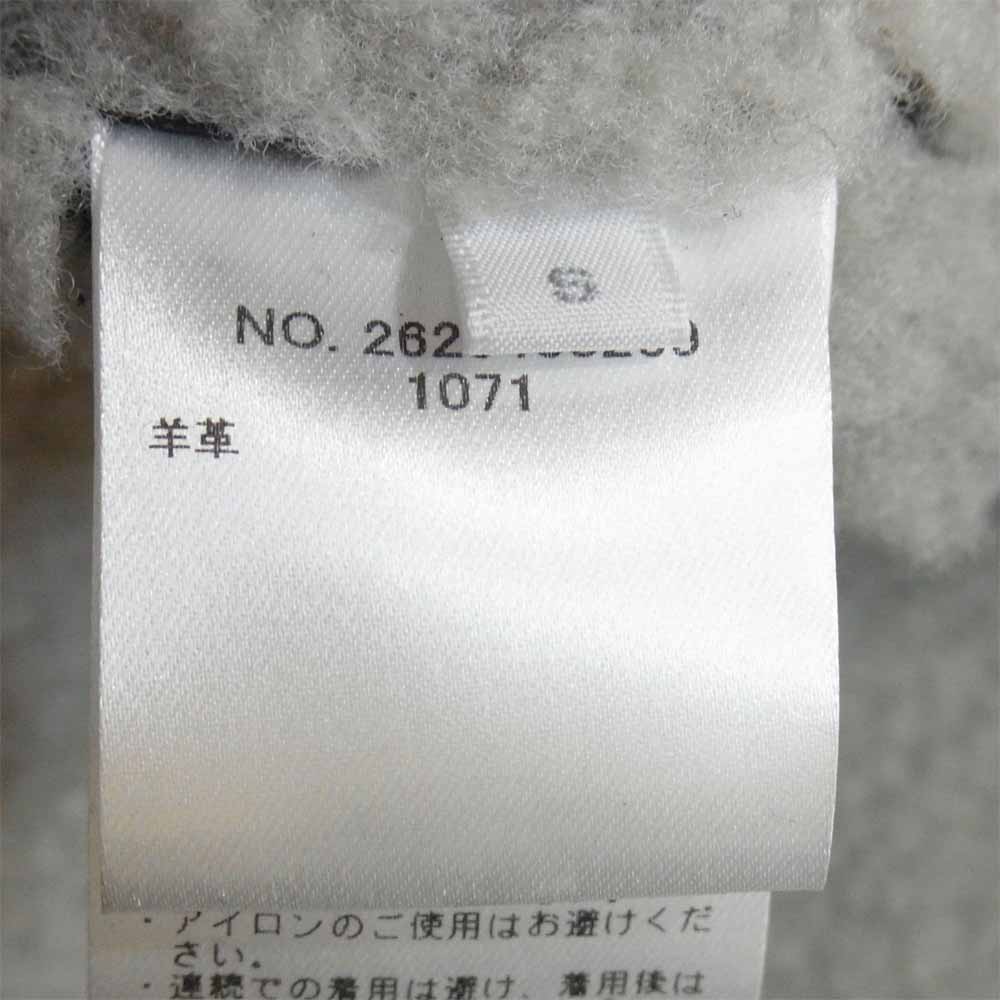 S
NO.
1071
羊革
・アイロンのご使用はお避けくだ
さい。
・連続での着用は避け、着用後は